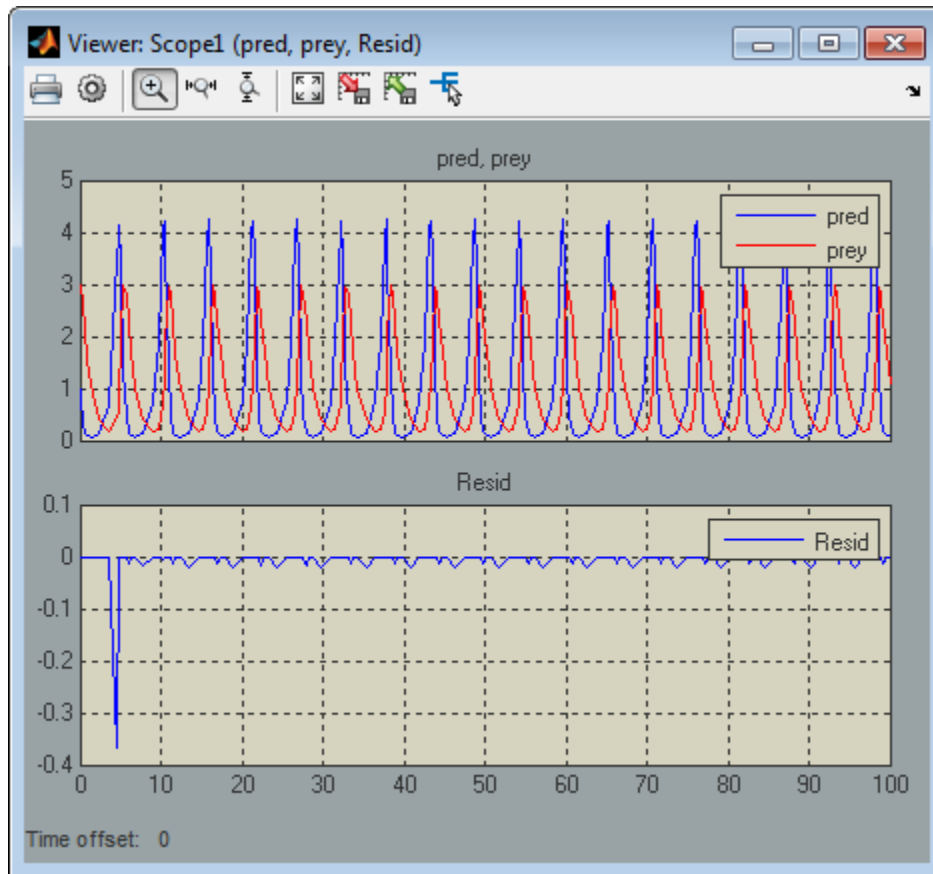 Viewer: Scope1 (pred, prey, Resid)
pred, prey
5
4
3
2
1
0
pred
prey
Resid
0.1
0
-0.1
-0.2
-0.3
-0.4
Resid
0 10 20 30 40 50 60 70 80 90 100
Time offset: 0